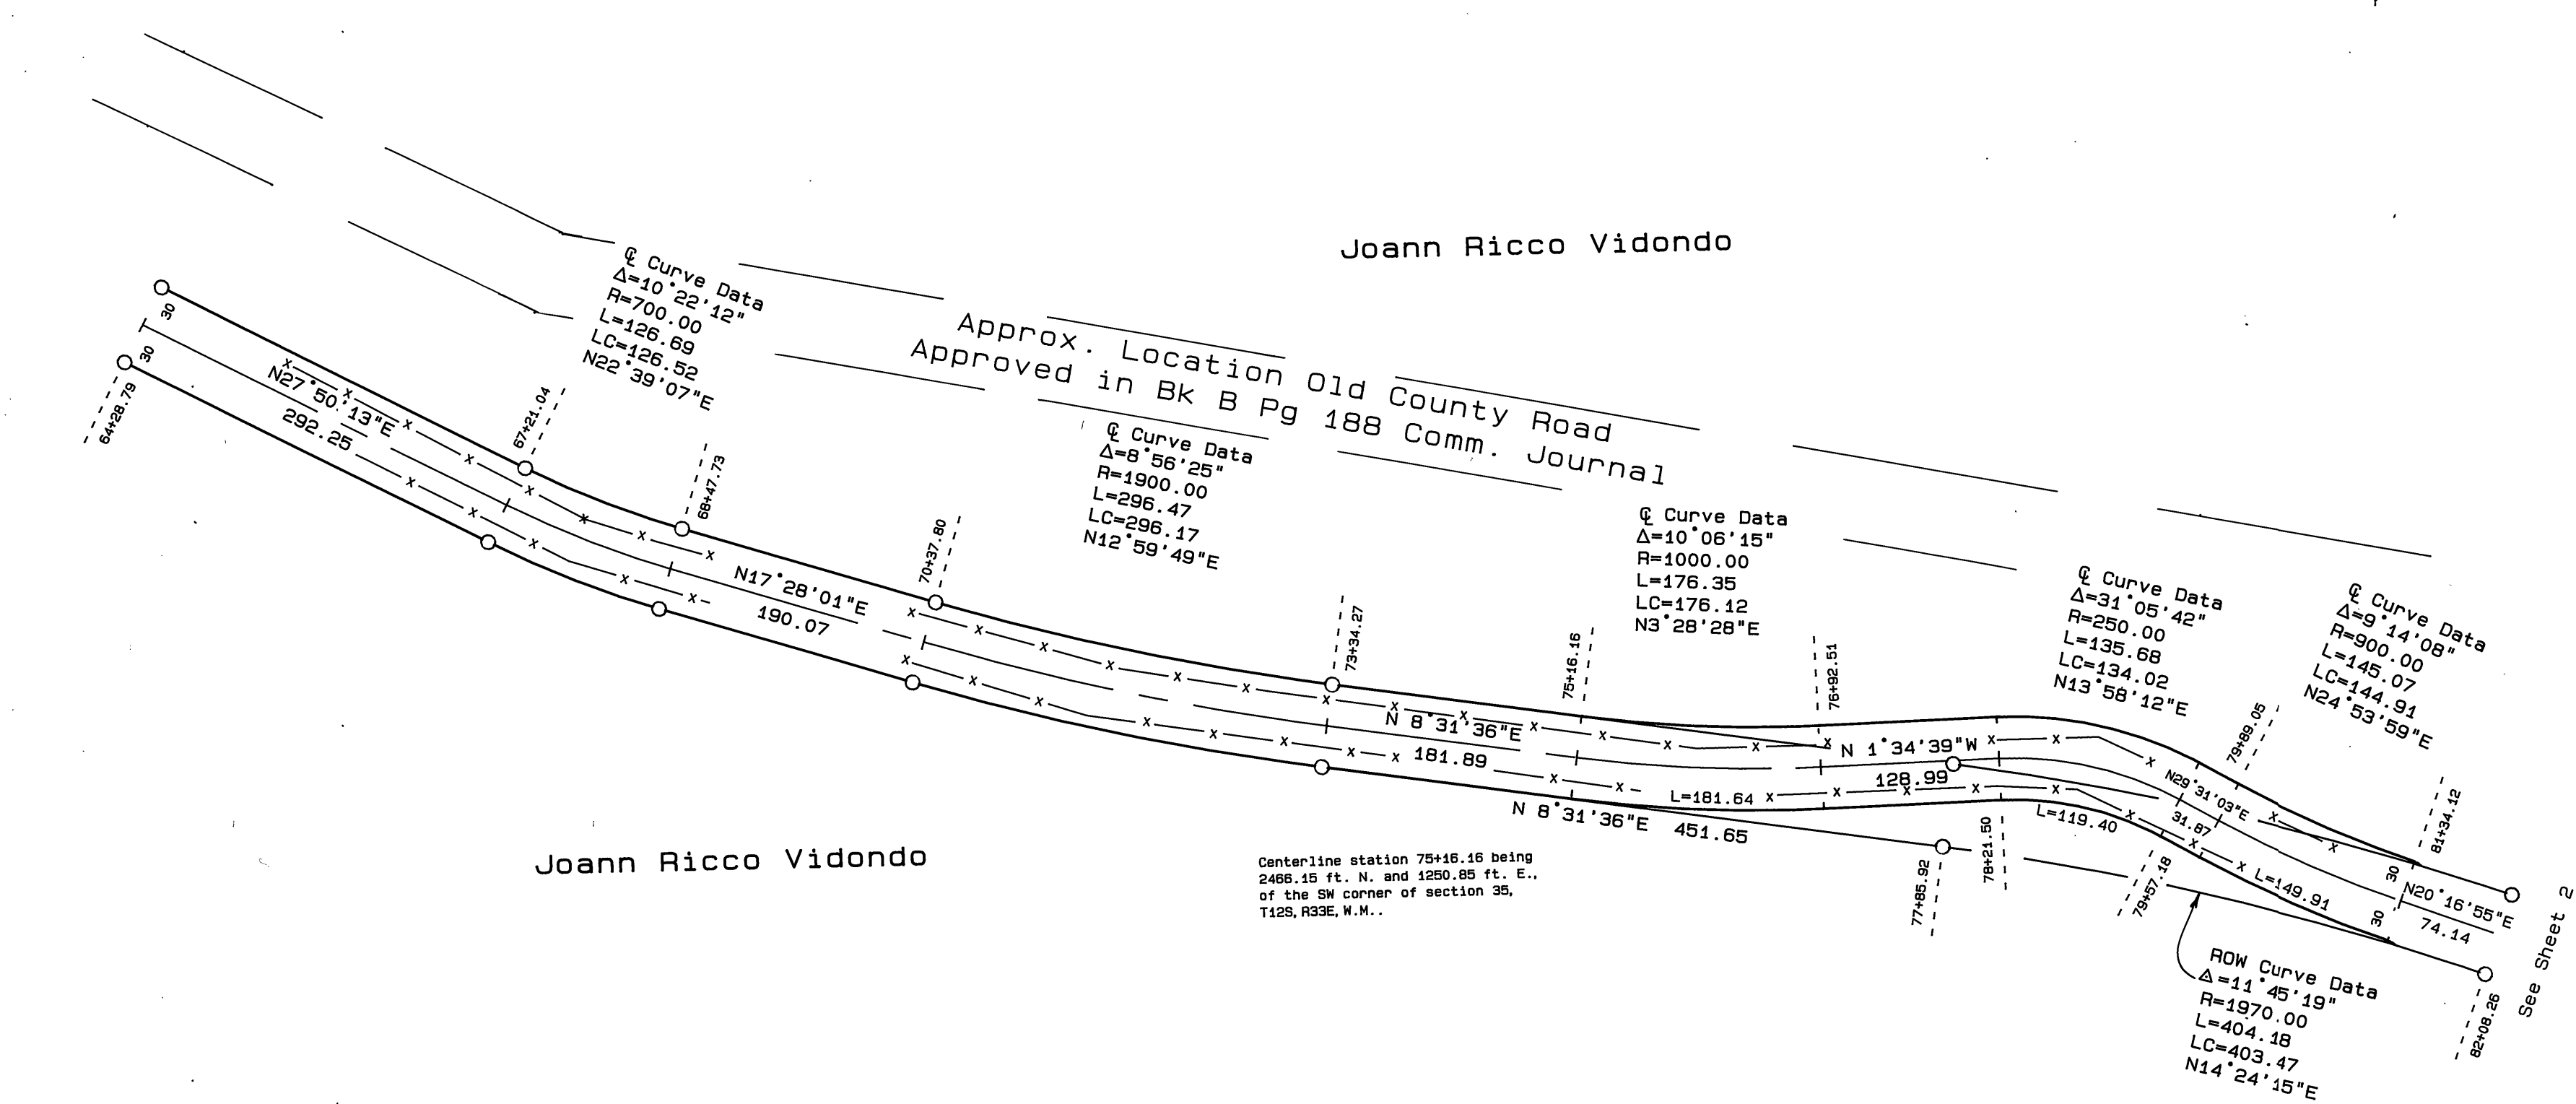 Joann Ricco Vidondo
℄ Curve Data
Δ=10°22'12"
R=700.00
L=126.69
LC=126.52
N22°39'07"E
Approx. Location Old County Road
Approved in Bk B Pg 188 Comm. Journal
℄ Curve Data
Δ=8°56'25"
R=1900.00
L=296.47
LC=296.17
N12°59'49"E
℄ Curve Data
Δ=10°06'15"
R=1000.00
L=176.35
LC=176.12
N3°28'28"E
℄ Curve Data
Δ=31°05'42"
R=250.00
L=135.68
LC=134.02
N13°58'12"E
℄ Curve Data
Δ=9°14'08"
R=900.00
L=145.07
LC=144.91
N24°53'59"E
30
30
64+28.79
N27°50'13"E
292.25
67+21.04
68+47.73
N17°28'01"E
190.07
70+37.80
73+34.27
N 8°31'36"E
181.89
75+16.16
76+92.51
N 1°34'39"W
128.99
L=181.64
N 8°31'36"E 451.65
77+85.92
78+21.50
L=119.40
79+57.18
N29°31'03"E
31.87
79+89.05
L=149.91
81+34.12
30
30
N20°16'55"E
74.14
82+08.26
See Sheet 2
Joann Ricco Vidondo
Centerline station 75+16.16 being
2466.15 ft. N. and 1250.85 ft. E.,
of the SW corner of section 35,
T12S, R33E, W.M..
ROW Curve Data
Δ=11°45'19"
R=1970.00
L=404.18
LC=403.47
N14°24'15"E